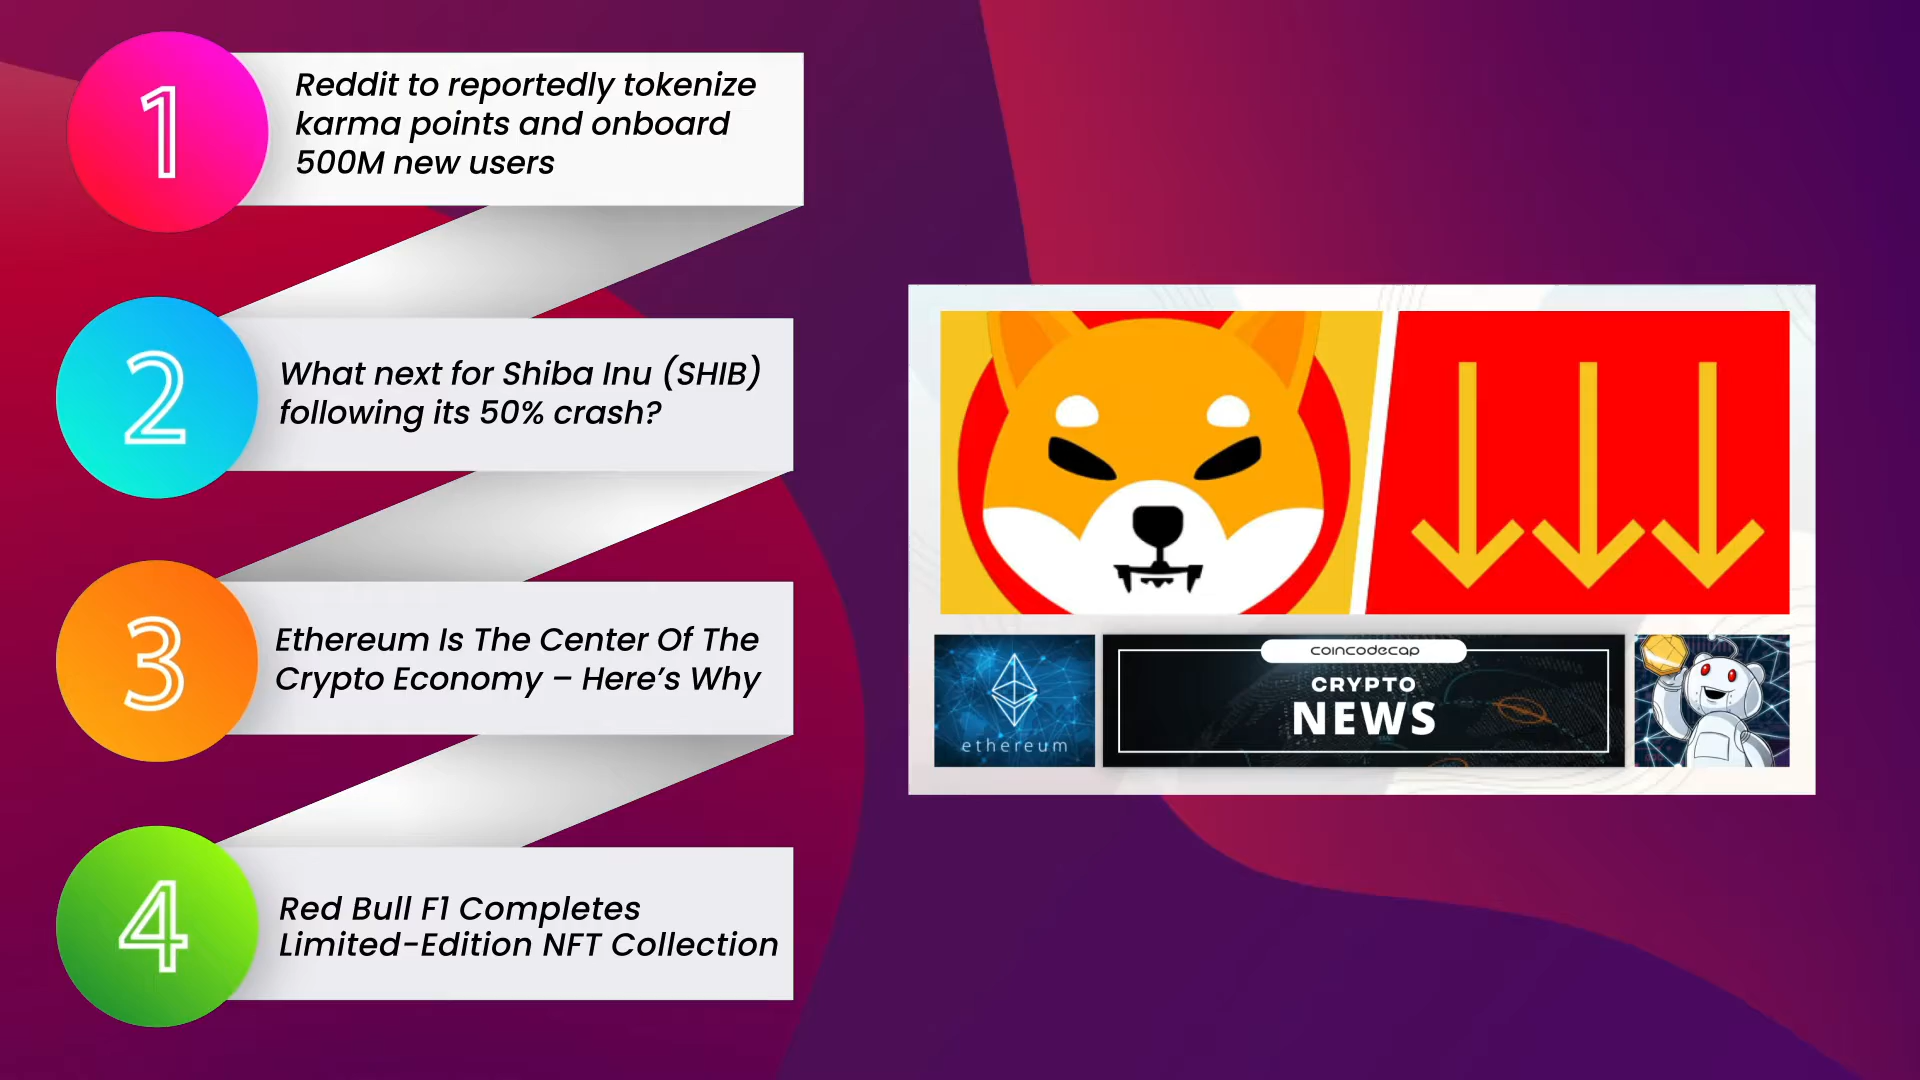 1
Reddit to reportedly tokenize
karma points and onboard
500M new users
2
What next for Shiba Inu (SHIB)
following its 50% crash?
3
Ethereum Is The Center Of The
Crypto Economy – Here’s Why
4
Red Bull F1 Completes
Limited-Edition NFT Collection
ethereum
coincodecap
CRYPTO
NEWS